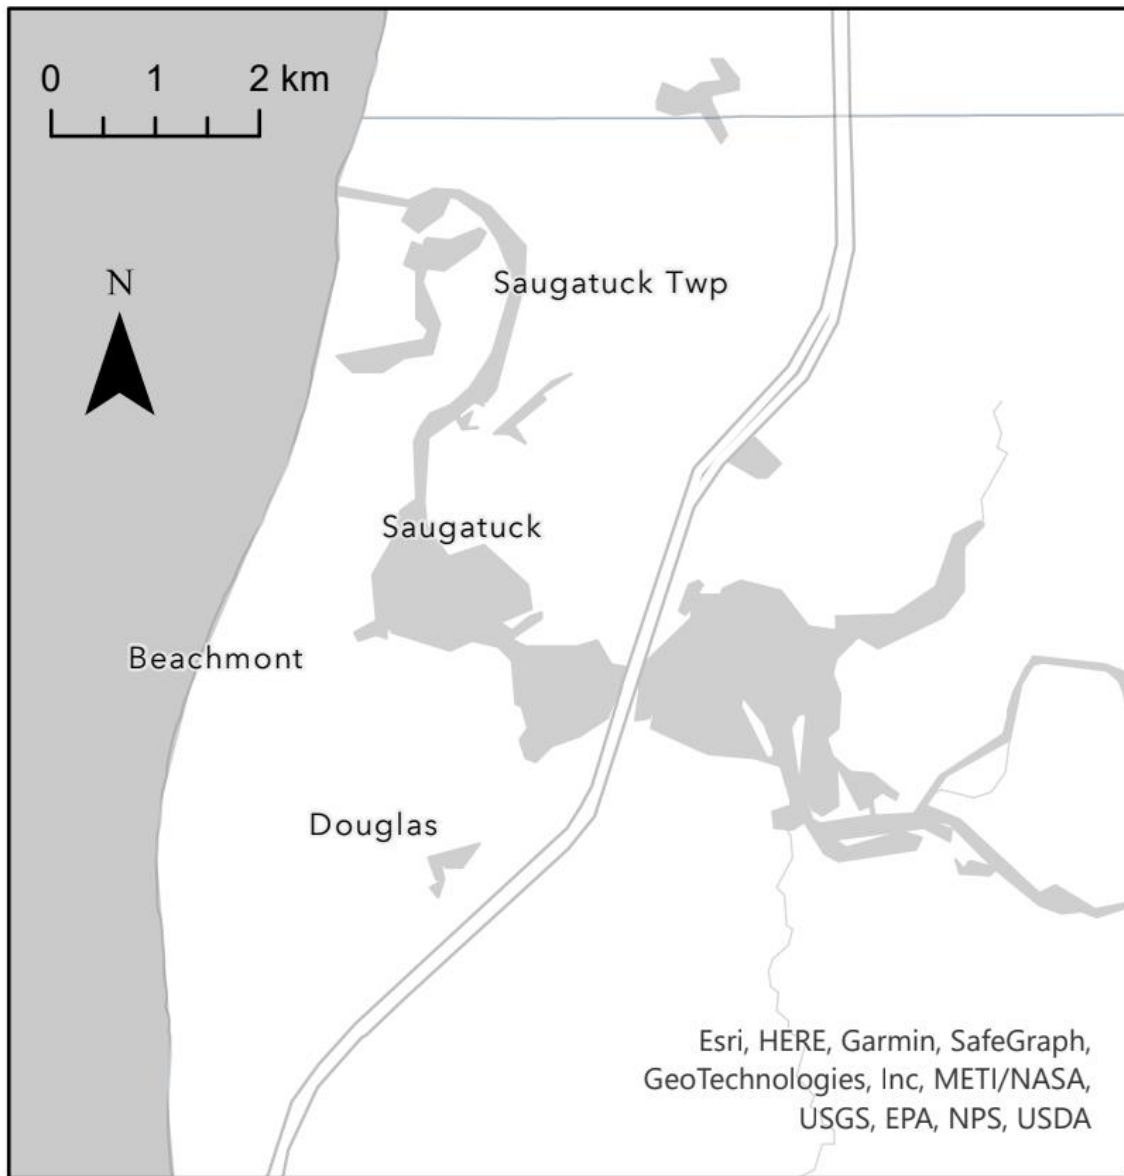 0 1 2 km
N
Saugatuck Twp
Saugatuck
Beachmont
Douglas
Esri, HERE, Garmin, SafeGraph,
GeoTechnologies, Inc, METI/NASA,
USGS, EPA, NPS, USDA